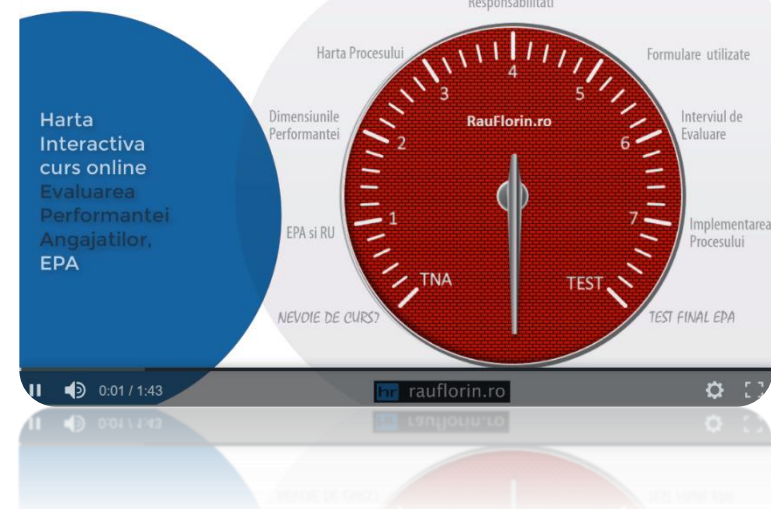 Responsabilitati
Harta Procesului
Formulare utilizate
Dimensiunile
Performantei
Interviul de
Evaluare
EPA si RU
Implementarea
Procesului
NEVOIE DE CURS?
TEST FINAL EPA
Harta
Interactiva
curs online
Evaluarea
Performantei
Angajatilor,
EPA
RauFlorin.ro
TNA
1
2
3
4
5
6
7
TEST
0:01 / 1:43
hr rauflorin.ro